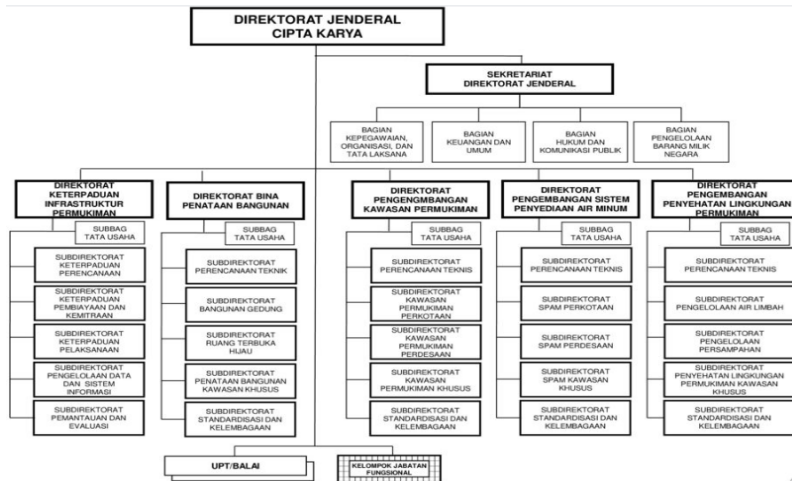 DIREKTORAT JENDERAL
CIPTA KARYA
SEKRETARIAT
DIREKTORAT JENDERAL
BAGIAN
KEPEGAWAIAN,
ORGANISASI, DAN
TATA LAKSANA
BAGIAN
KEUANGAN DAN
UMUM
BAGIAN
HUKUM DAN
KOMUNIKASI PUBLIK
BAGIAN
PENGELOLAAN
BARANG MILIK
NEGARA
DIREKTORAT
KETERPADUAN
INFRASTRUKTUR
PERMUKIMAN
SUBBAG
TATA USAHA
SUBDIREKTORAT
KETERPADUAN
PERENCANAAN
SUBDIREKTORAT
KETERPADUAN
PEMBIAYAAN DAN
KEMITRAAN
SUBDIREKTORAT
KETERPADUAN
PELAKSANAAN
SUBDIREKTORAT
PENGELOLAAN DATA
DAN SISTEM
INFORMASI
SUBDIREKTORAT
PEMANTAUAN DAN
EVALUASI
DIREKTORAT BINA
PENATAAN BANGUNAN
SUBBAG
TATA USAHA
SUBDIREKTORAT
PERENCANAAN TEKNIK
SUBDIREKTORAT
BANGUNAN GEDUNG
SUBDIREKTORAT
RUANG TERBUKA
HIJAU
SUBDIREKTORAT
PENATAAN BANGUNAN
KAWASAN KHUSUS
SUBDIREKTORAT
STANDARDISASI DAN
KELEMBAGAAN
DIREKTORAT
PENGENGMBANGAN
KAWASAN PERMUKIMAN
SUBBAG
TATA USAHA
SUBDIREKTORAT
PERENCANAAN TEKNIS
SUBDIREKTORAT
KAWASAN
PERMUKIMAN
PERKOTAAN
SUBDIREKTORAT
KAWASAN
PERMUKIMAN
PERDESAAN
SUBDIREKTORAT
KAWASAN
PERMUKIMAN KHUSUS
SUBDIREKTORAT
STANDARDISASI DAN
KELEMBAGAAN
DIREKTORAT
PENGEMBANGAN SISTEM
PENYEDIAAN AIR MINUM
SUBBAG
TATA USAHA
SUBDIREKTORAT
PERENCANAAN TEKNIS
SUBDIREKTORAT
SPAM PERKOTAAN
SUBDIREKTORAT
SPAM PERDESAAN
SUBDIREKTORAT
SPAM KAWASAN
KHUSUS
SUBDIREKTORAT
STANDARDISASI DAN
KELEMBAGAAN
DIREKTORAT
PENGEMBANGAN
PENYEHATAN LINGKUNGAN
PERMUKIMAN
SUBBAG
TATA USAHA
SUBDIREKTORAT
PERENCANAAN TEKNIS
SUBDIREKTORAT
PENGELOLAAN AIR LIMBAH
SUBDIREKTORAT
PENGELOLAAN
PERSAMPAHAN
SUBDIREKTORAT
PENYEHATAN LINGKUNGAN
PERMUKIMAN KAWASAN
KHUSUS
SUBDIREKTORAT
STANDARDISASI DAN
KELEMBAGAAN
UPT/BALAI
KELOMPOK JABATAN
FUNGSIONAL